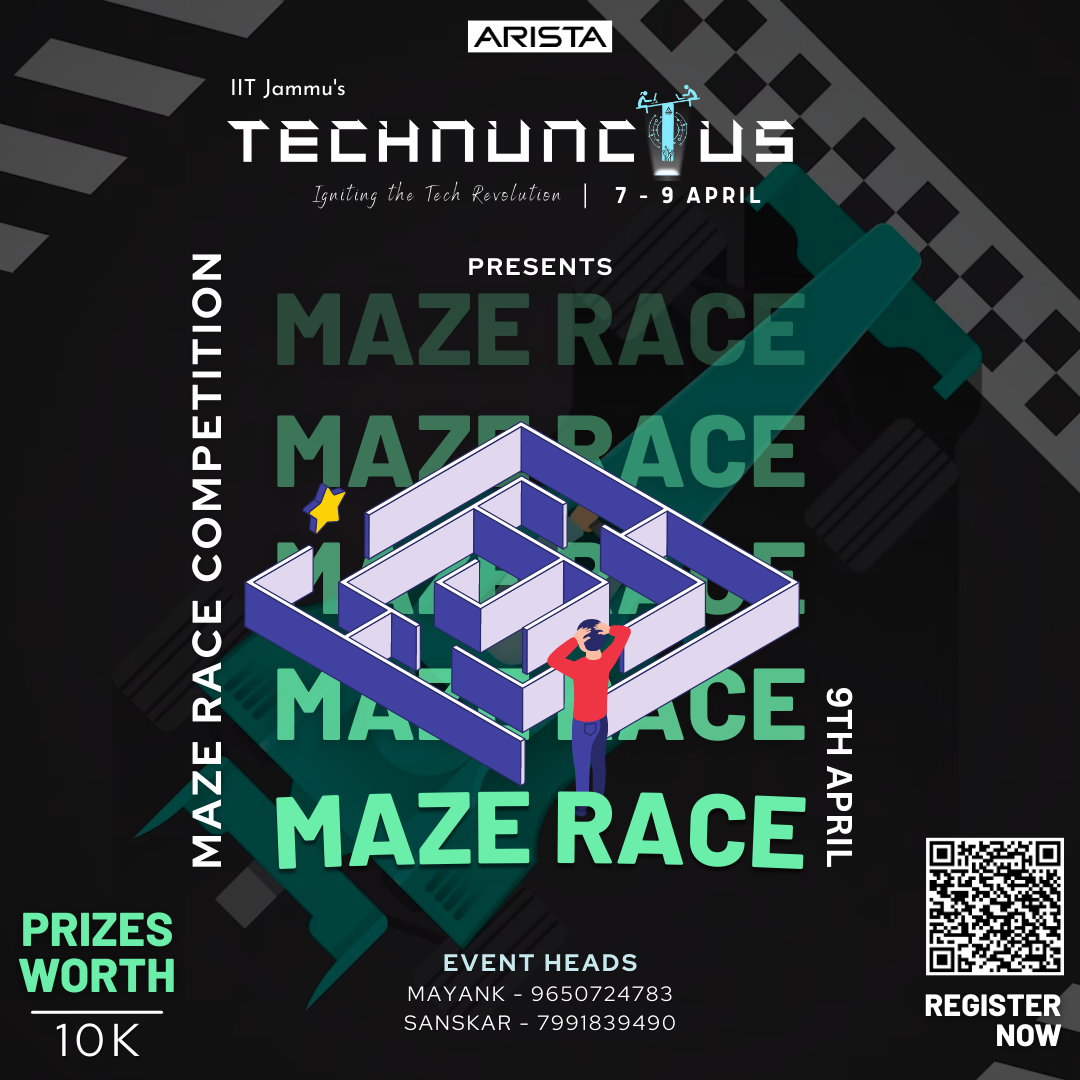 ARISTA
IIT Jammu's
TECHNUNCTUS
Igniting the Tech Revolution | 7 - 9 APRIL
PRESENTS
MAZE RACE
MAZE RACE
MAZE RACE
MAZE RACE
MAZE RACE
MAZE RACE COMPETITION
9TH APRIL
PRIZES
WORTH
10K
EVENT HEADS
MAYANK - 9650724783
SANSKAR - 7991839490
REGISTER
NOW